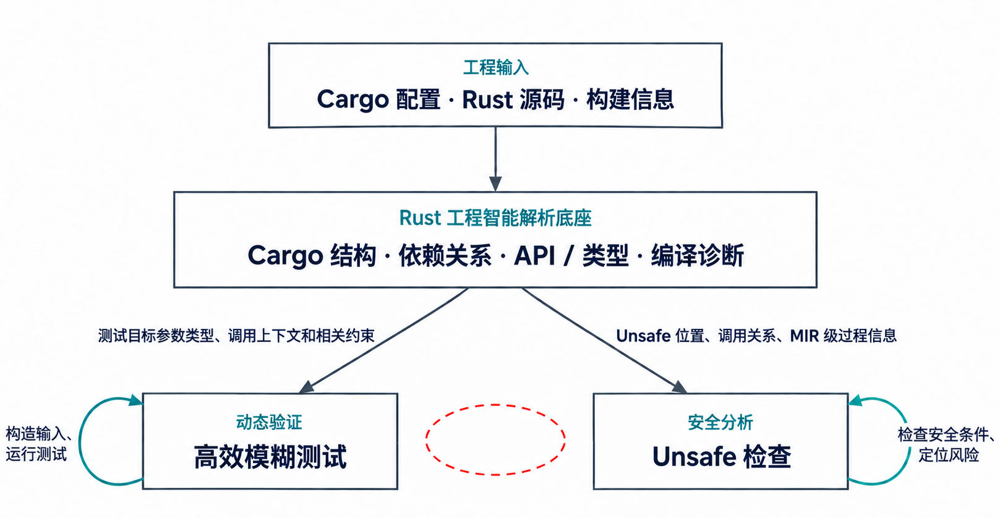 工程输入
Cargo 配置 · Rust 源码 · 构建信息
Rust 工程智能解析底座
Cargo 结构 · 依赖关系 · API / 类型 · 编译诊断
测试目标参数类型、调用上下文和相关约束
Unsafe 位置、调用关系、MIR 级过程信息
构造输入、
运行测试
动态验证
高效模糊测试
安全分析
Unsafe 检查
检查安全条件、
定位风险